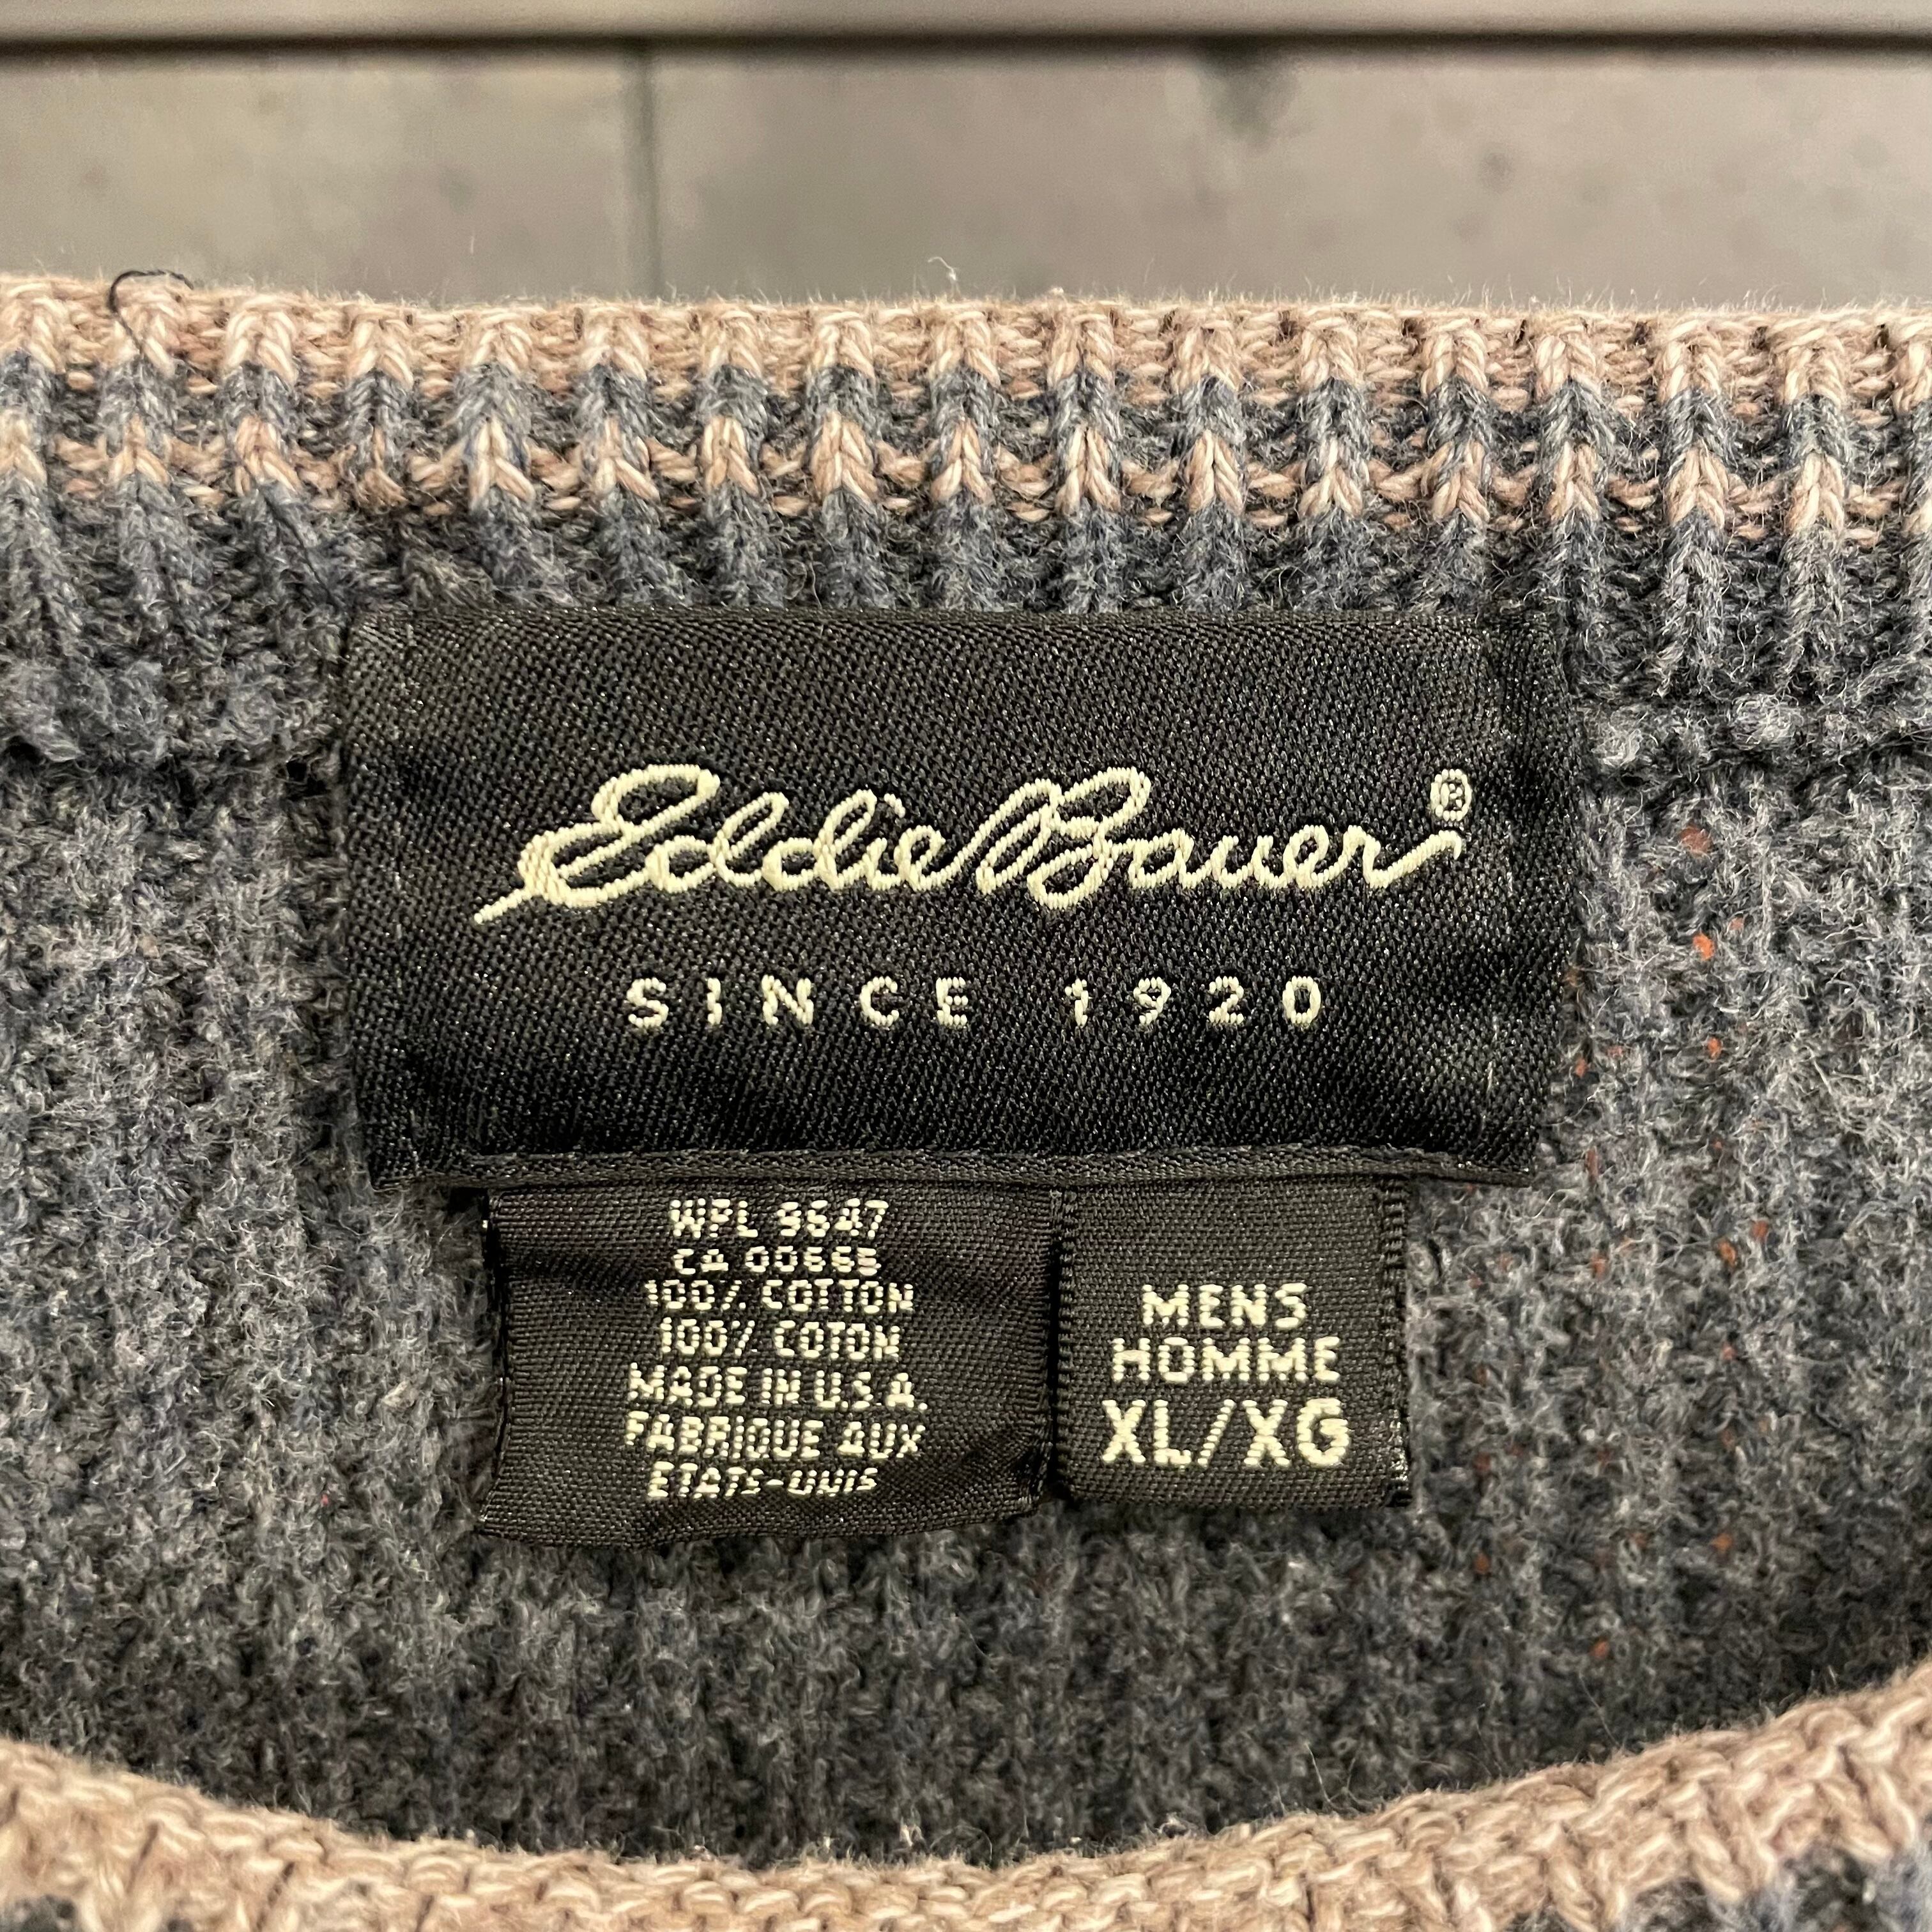 Eddie Bauer®
SINCE 1920
WPL 9647
CA 00665
100% COTTON
100% COTON
MADE IN U.S.A.
FABRIQUE AUX
ETATS-UNIS
MENS
HOMME
XL/XG